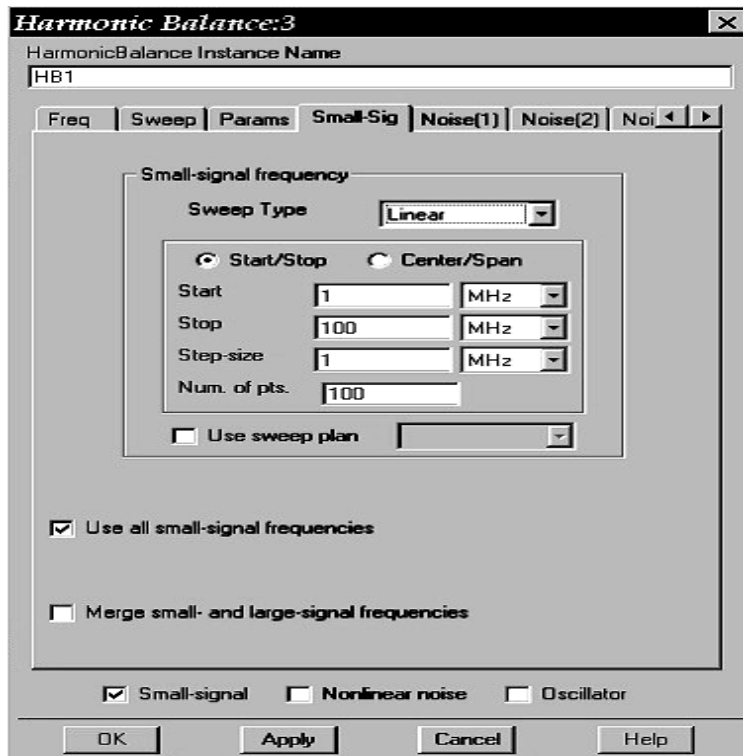 Harmonic Balance:3
HarmonicBalance Instance Name
HB1
Freq Sweep Params Small-Sig Noise(1) Noise(2) Noi
Small-signal frequency
Sweep Type Linear
Start/Stop Center/Span
Start 1 MHz
Stop 100 MHz
Step-size 1 MHz
Num. of pts. 100
Use sweep plan
Use all small-signal frequencies
Merge small- and large-signal frequencies
Small-signal Nonlinear noise Oscillator
OK Apply Cancel Help